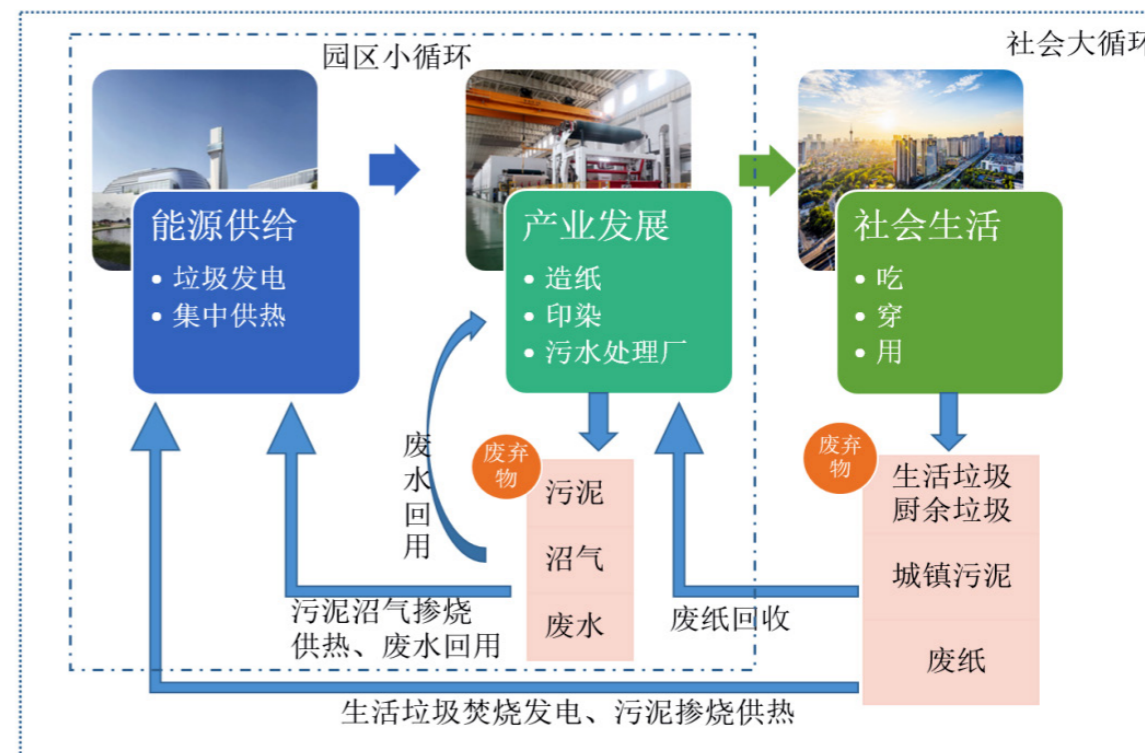 园区小循环
社会大循环
能源供给
• 垃圾发电
• 集中供热
产业发展
• 造纸
• 印染
• 污水处理厂
社会生活
• 吃
• 穿
• 用
废水回用
废弃
物
污泥
沼气
废水
废弃
物
生活垃圾
厨余垃圾
城镇污泥
废纸
污泥沼气掺烧
供热、废水回用
废纸回收
生活垃圾焚烧发电、污泥掺烧供热